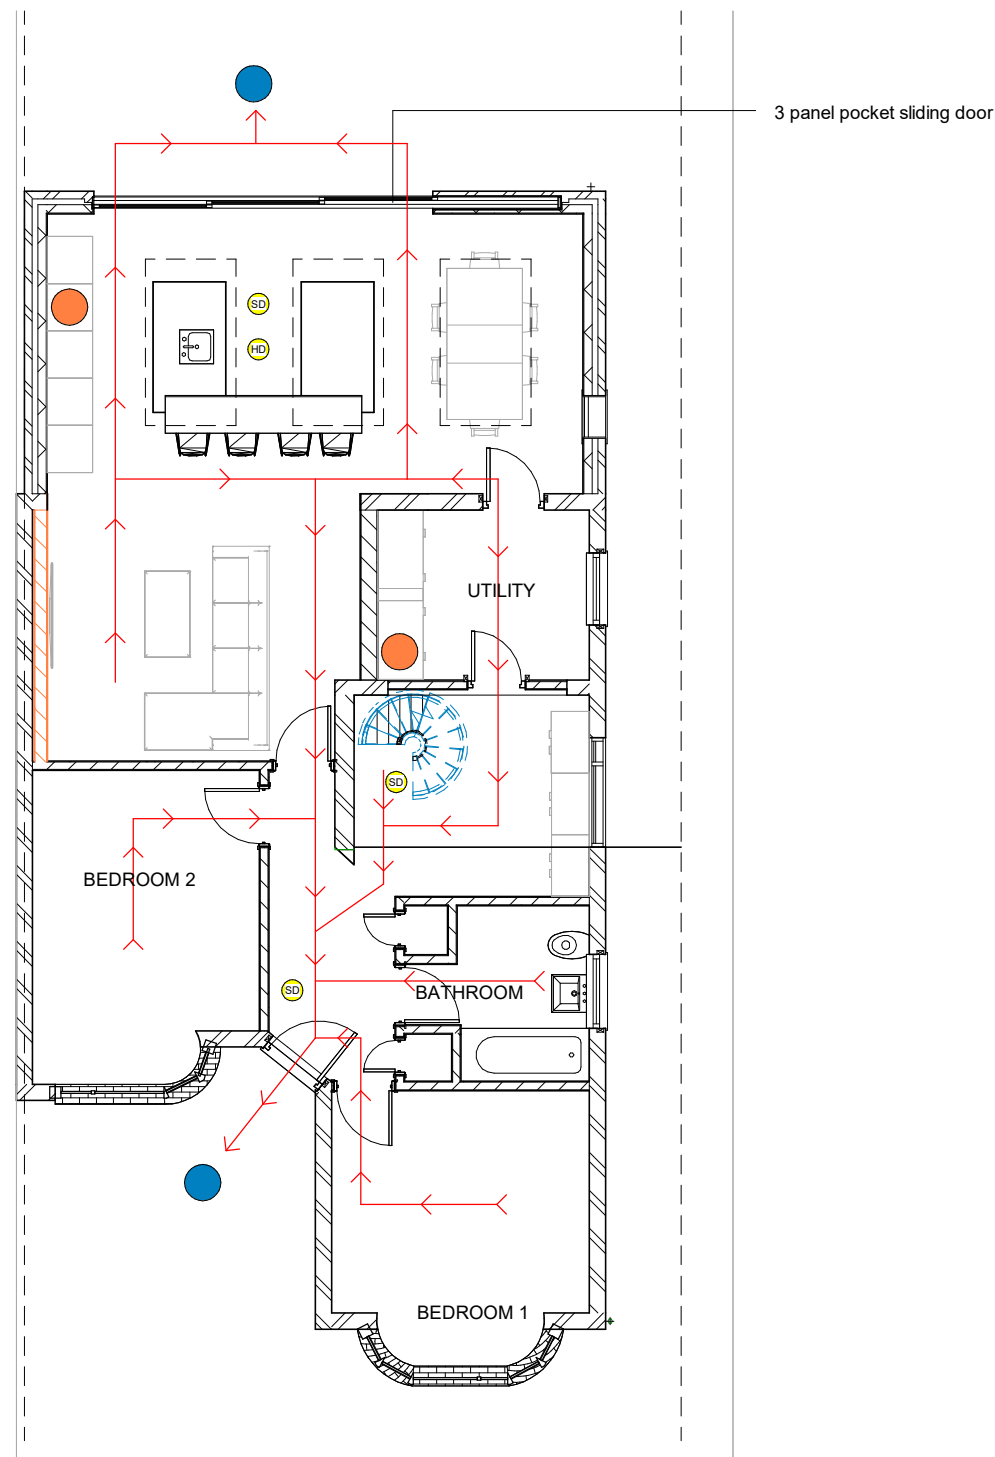 3 panel pocket sliding door
SD
HD
UTILITY
SD
BEDROOM 2
SD
BATHROOM
BEDROOM 1